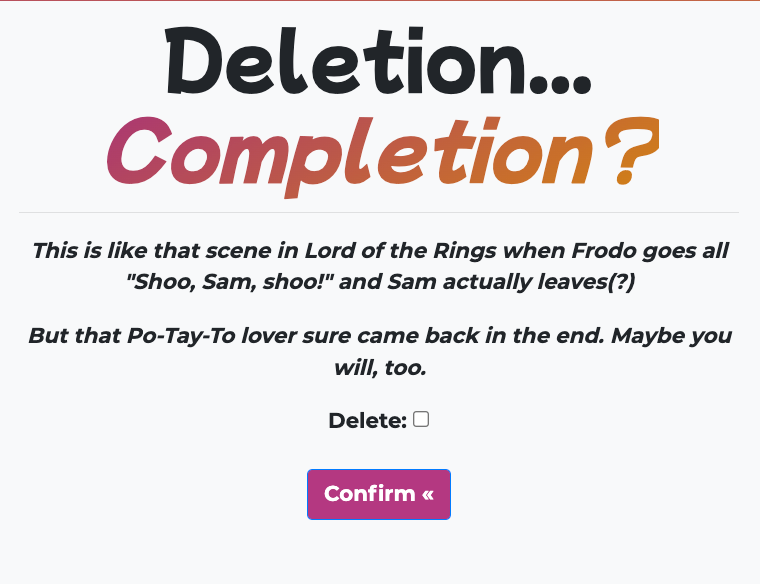 Deletion...
Completion?
This is like that scene in Lord of the Rings when Frodo goes all
"Shoo, Sam, shoo!" and Sam actually leaves(?)
But that Po-Tay-To lover sure came back in the end. Maybe you
will, too.
Delete:
Confirm «